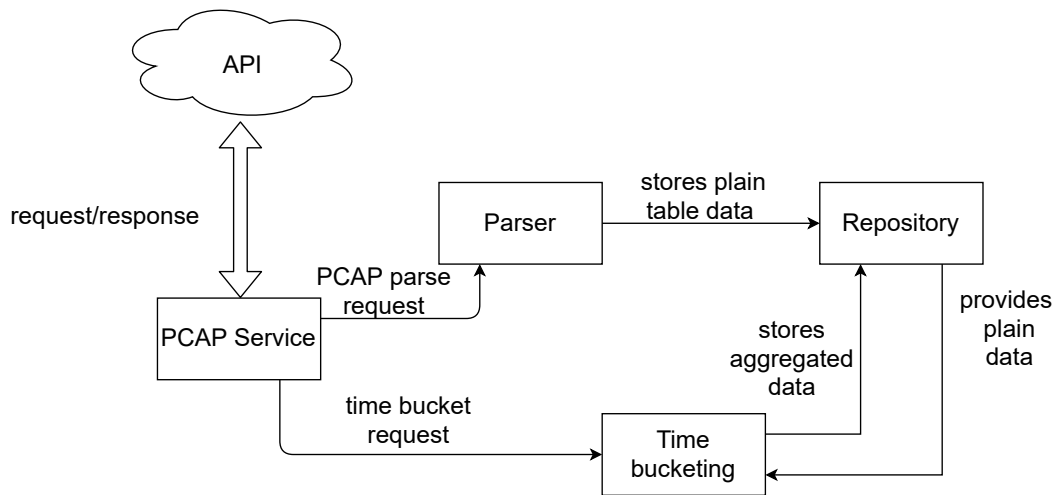 API
request/response
PCAP Service
PCAP parse
request
Parser
stores plain
table data
Repository
time bucket
request
Time
bucketing
stores
aggregated
data
provides
plain
data